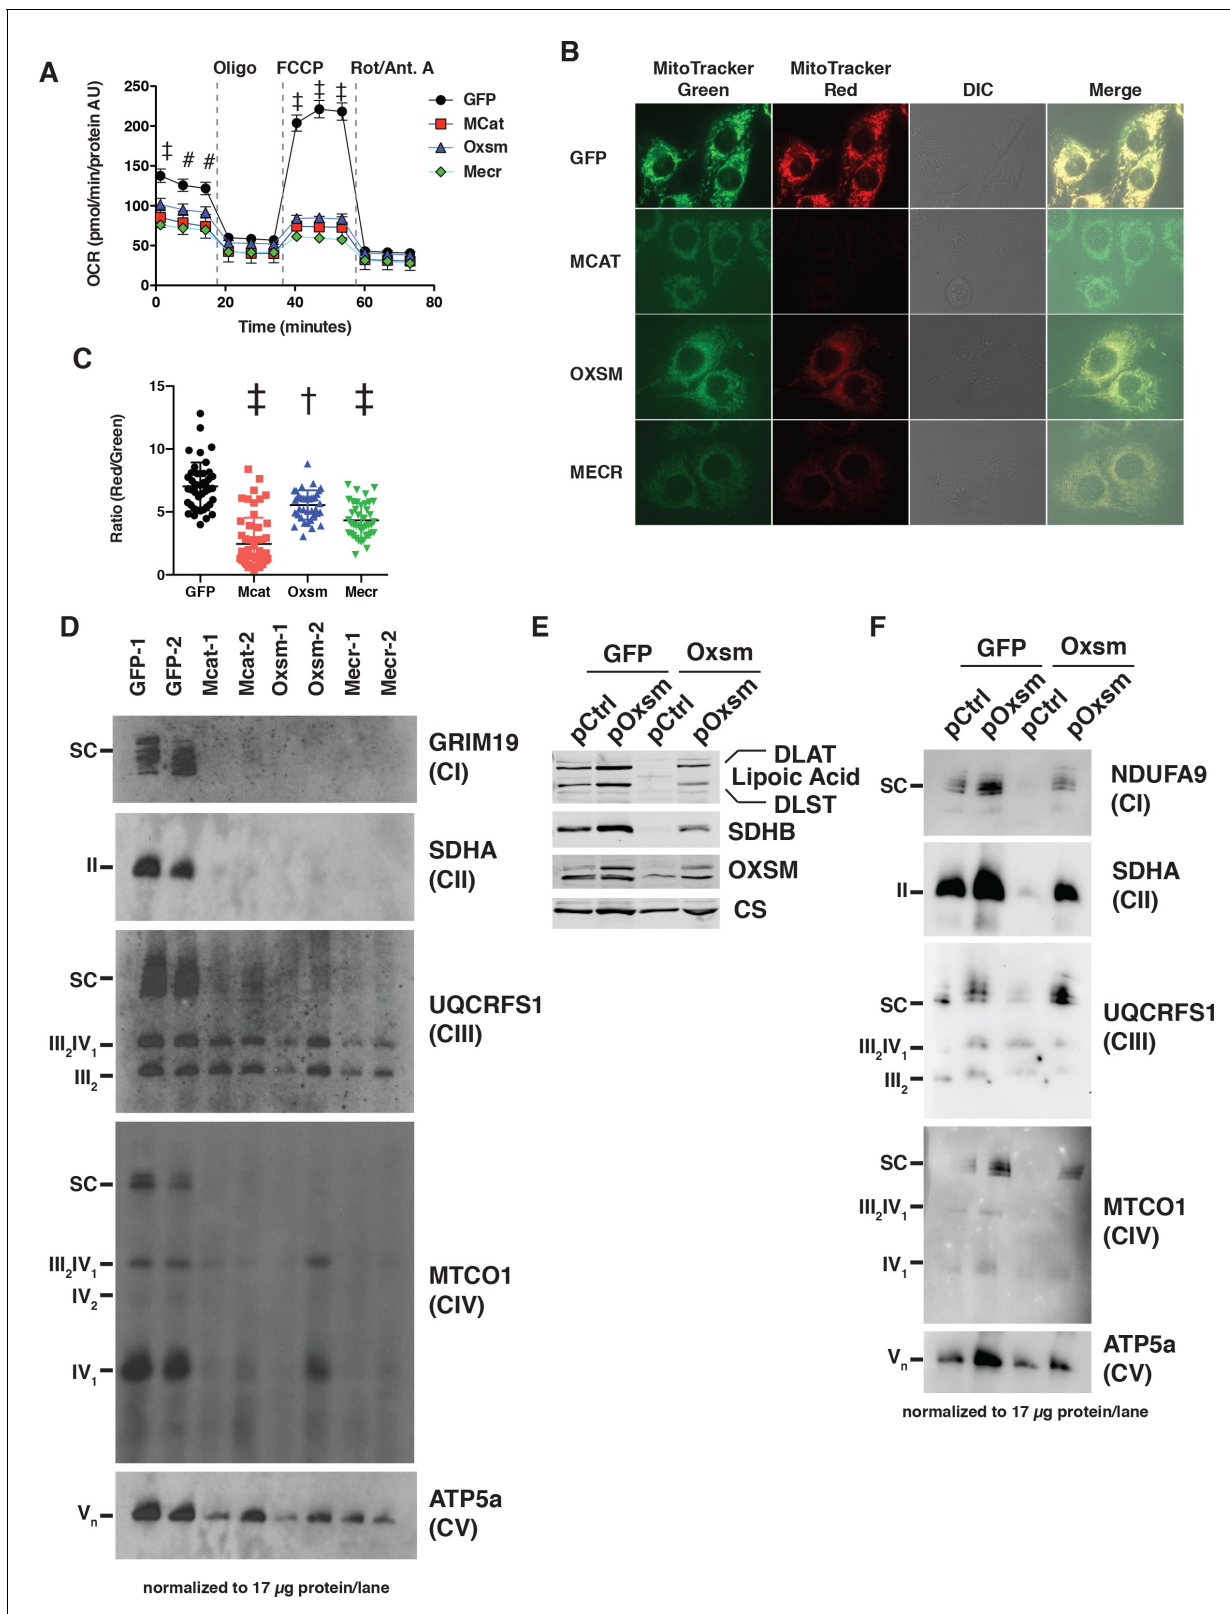 A
Oligo
FCCP
Rot/Ant. A
OCR (pmol/min/protein AU)
250
200
150
100
50
0
‡
#
#
‡
‡
‡
GFP
MCat
Oxsm
Mecr
0
20
40
60
80
Time (minutes)
B
MitoTracker
Green
MitoTracker
Red
DIC
Merge
GFP
MCAT
OXSM
MECR
C
Ratio (Red/Green)
15
10
5
0
‡
†
‡
GFP
Mcat
Oxsm
Mecr
D
GFP-1
GFP-2
Mcat-1
Mcat-2
Oxsm-1
Oxsm-2
Mecr-1
Mecr-2
SC
GRIM19
(CI)
II
SDHA
(CII)
SC
III2IV1
III2
UQCRFS1
(CIII)
SC
III2IV1
IV2
IV1
MTCO1
(CIV)
Vn
ATP5a
(CV)
normalized to 17 µg protein/lane
E
GFP
Oxsm
pCtrl
pOxsm
pCtrl
pOxsm
DLAT
Lipoic Acid
DLST
SDHB
OXSM
CS
F
GFP
Oxsm
pCtrl
pOxsm
pCtrl
pOxsm
SC
NDUFA9
(CI)
II
SDHA
(CII)
SC
III2IV1
III2
UQCRFS1
(CIII)
SC
III2IV1
IV1
MTCO1
(CIV)
Vn
ATP5a
(CV)
normalized to 17 µg protein/lane